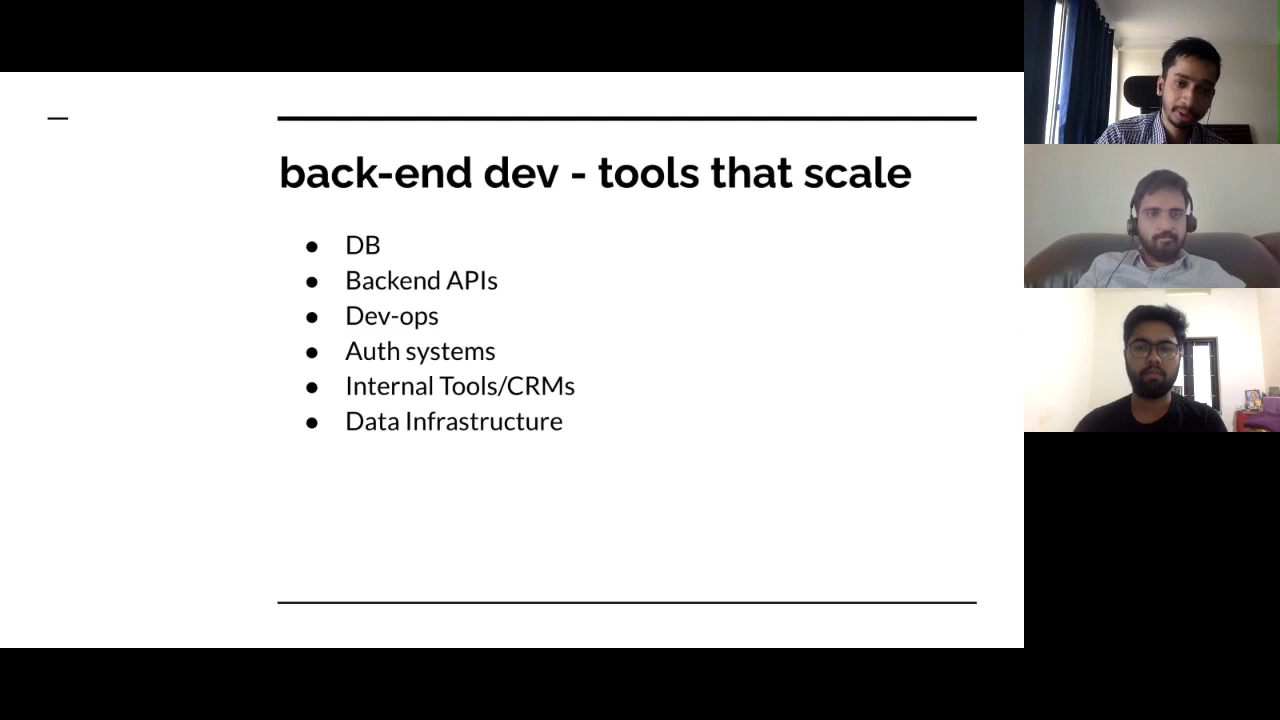 back-end dev - tools that scale
● DB
● Backend APIs
● Dev-ops
● Auth systems
● Internal Tools/CRMs
● Data Infrastructure